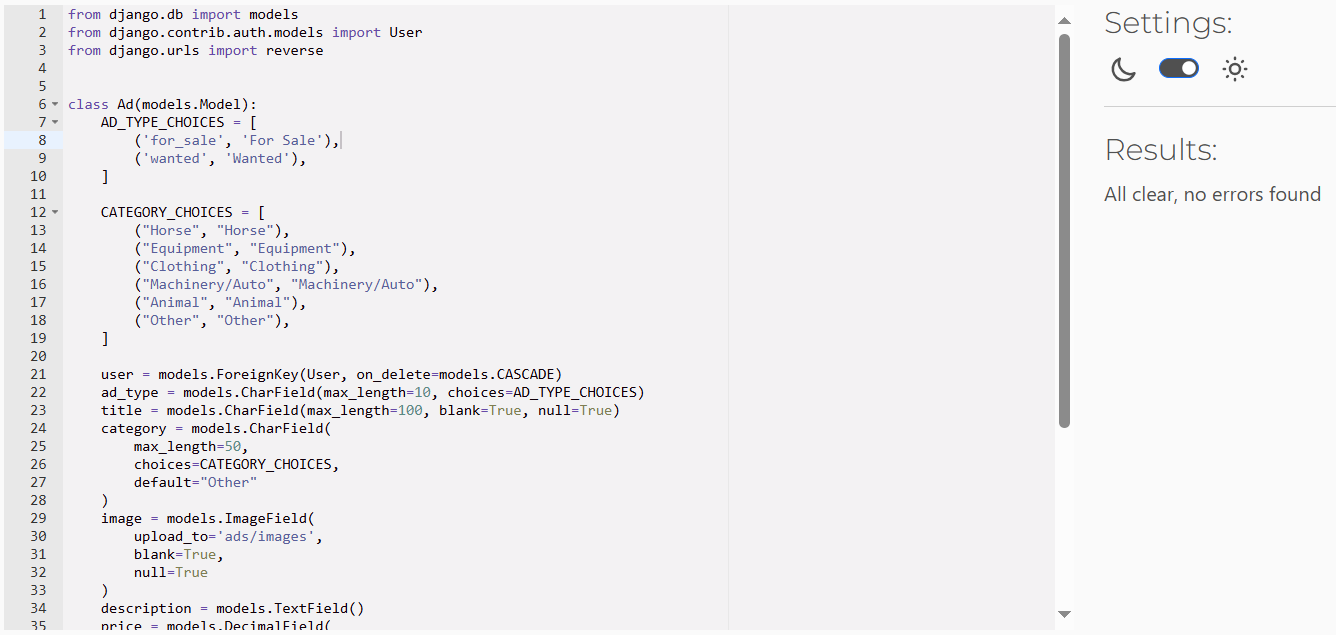 1 from django.db import models
2 from django.contrib.auth.models import User
3 from django.urls import reverse
4
5
6 class Ad(models.Model):
7     AD_TYPE_CHOICES = [
8         ('for_sale', 'For Sale'),
9         ('wanted', 'Wanted'),
10     ]
11
12     CATEGORY_CHOICES = [
13         ("Horse", "Horse"),
14         ("Equipment", "Equipment"),
15         ("Clothing", "Clothing"),
16         ("Machinery/Auto", "Machinery/Auto"),
17         ("Animal", "Animal"),
18         ("Other", "Other"),
19     ]
20
21     user = models.ForeignKey(User, on_delete=models.CASCADE)
22     ad_type = models.CharField(max_length=10, choices=AD_TYPE_CHOICES)
23     title = models.CharField(max_length=100, blank=True, null=True)
24     category = models.CharField(
25         max_length=50,
26         choices=CATEGORY_CHOICES,
27         default="Other"
28     )
29     image = models.ImageField(
30         upload_to='ads/images',
31         blank=True,
32         null=True
33     )
34     description = models.TextField()
35     price = models.DecimalField(
Settings:
Results:
All clear, no errors found